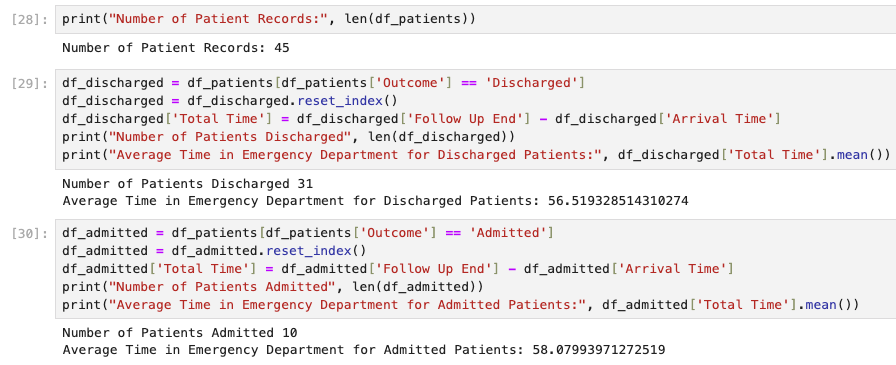 [28]: print("Number of Patient Records:", len(df_patients))
Number of Patient Records: 45
[29]: df_discharged = df_patients[df_patients['Outcome'] == 'Discharged']
df_discharged = df_discharged.reset_index()
df_discharged['Total Time'] = df_discharged['Follow Up End'] - df_discharged['Arrival Time']
print("Number of Patients Discharged", len(df_discharged))
print("Average Time in Emergency Department for Discharged Patients:", df_discharged['Total Time'].mean())
Number of Patients Discharged 31
Average Time in Emergency Department for Discharged Patients: 56.519328514310274
[30]: df_admitted = df_patients[df_patients['Outcome'] == 'Admitted']
df_admitted = df_admitted.reset_index()
df_admitted['Total Time'] = df_admitted['Follow Up End'] - df_admitted['Arrival Time']
print("Number of Patients Admitted", len(df_admitted))
print("Average Time in Emergency Department for Admitted Patients:", df_admitted['Total Time'].mean())
Number of Patients Admitted 10
Average Time in Emergency Department for Admitted Patients: 58.07993971272519